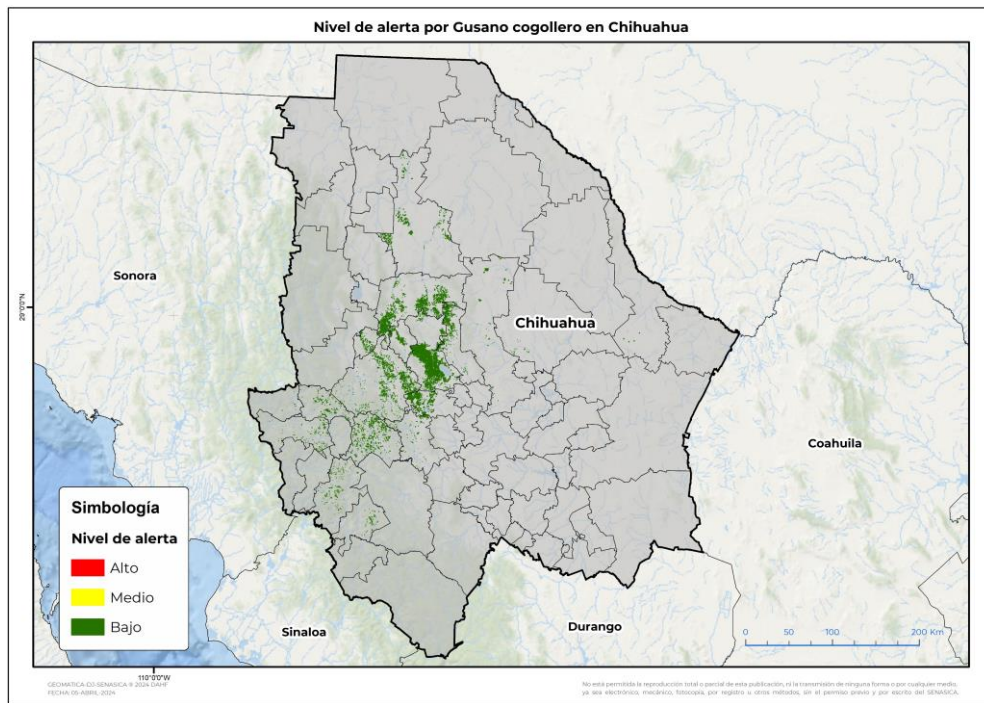 Nivel de alerta por Gusano cogollero en Chihuahua
Sonora
Chihuahua
Coahuila
29°0'0"N
Simbología
Nivel de alerta
Alto
Medio
Bajo
Sinaloa
Durango
0 50 100 200 Km
110°0'0"W
GEOMÁTICA-CD-SENASICA © 2024 DAHF
FECHA: 05- ABRIL-2024
No está permitida la reproducción total o parcial de esta publicación, ni la transmisión de ninguna forma o por cualquier medio,
ya sea electrónico, mecánico, fotocopia, por registro u otros métodos, sin el permiso previo y por escrito del SENASICA.